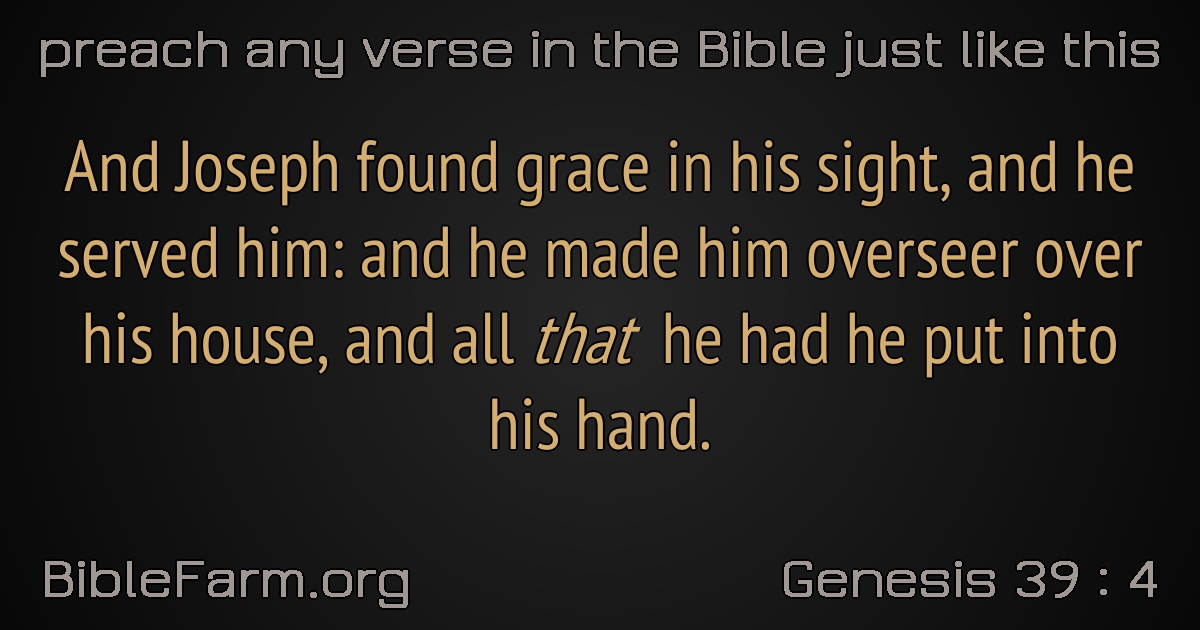 preach any verse in the Bible just like this
And Joseph found grace in his sight, and he
served him: and he made him overseer over
his house, and all that he had he put into
his hand.
BibleFarm.org
Genesis 39 : 4